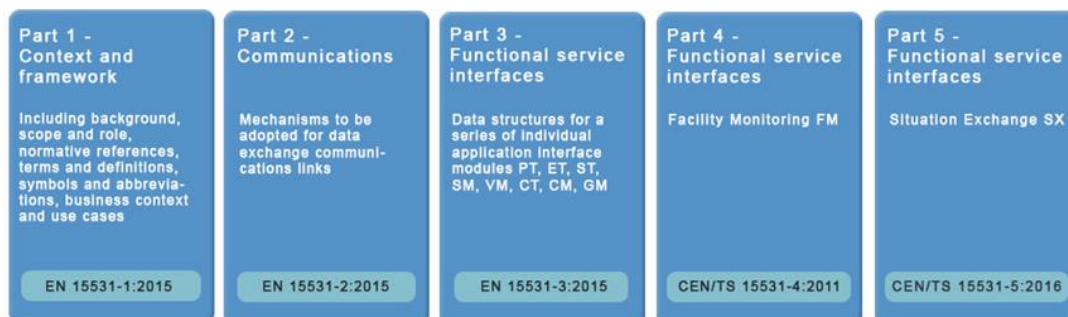 Part 1 -
Context and
framework
Including background,
scope and role,
normative references,
terms and definitions,
symbols and abbrevia-
tions, business context
and use cases
EN 15531-1:2015
Part 2 -
Communications
Mechanisms to be
adopted for data
exchange communi-
cations links
EN 15531-2:2015
Part 3 -
Functional service
interfaces
Data structures for a
series of individual
application interface
modules PT, ET, ST,
SM, VM, CT, CM, GM
EN 15531-3:2015
Part 4 -
Functional service
interfaces
Facility Monitoring FM
CEN/TS 15531-4:2011
Part 5 -
Functional service
interfaces
Situation Exchange SX
CEN/TS 15531-5:2016